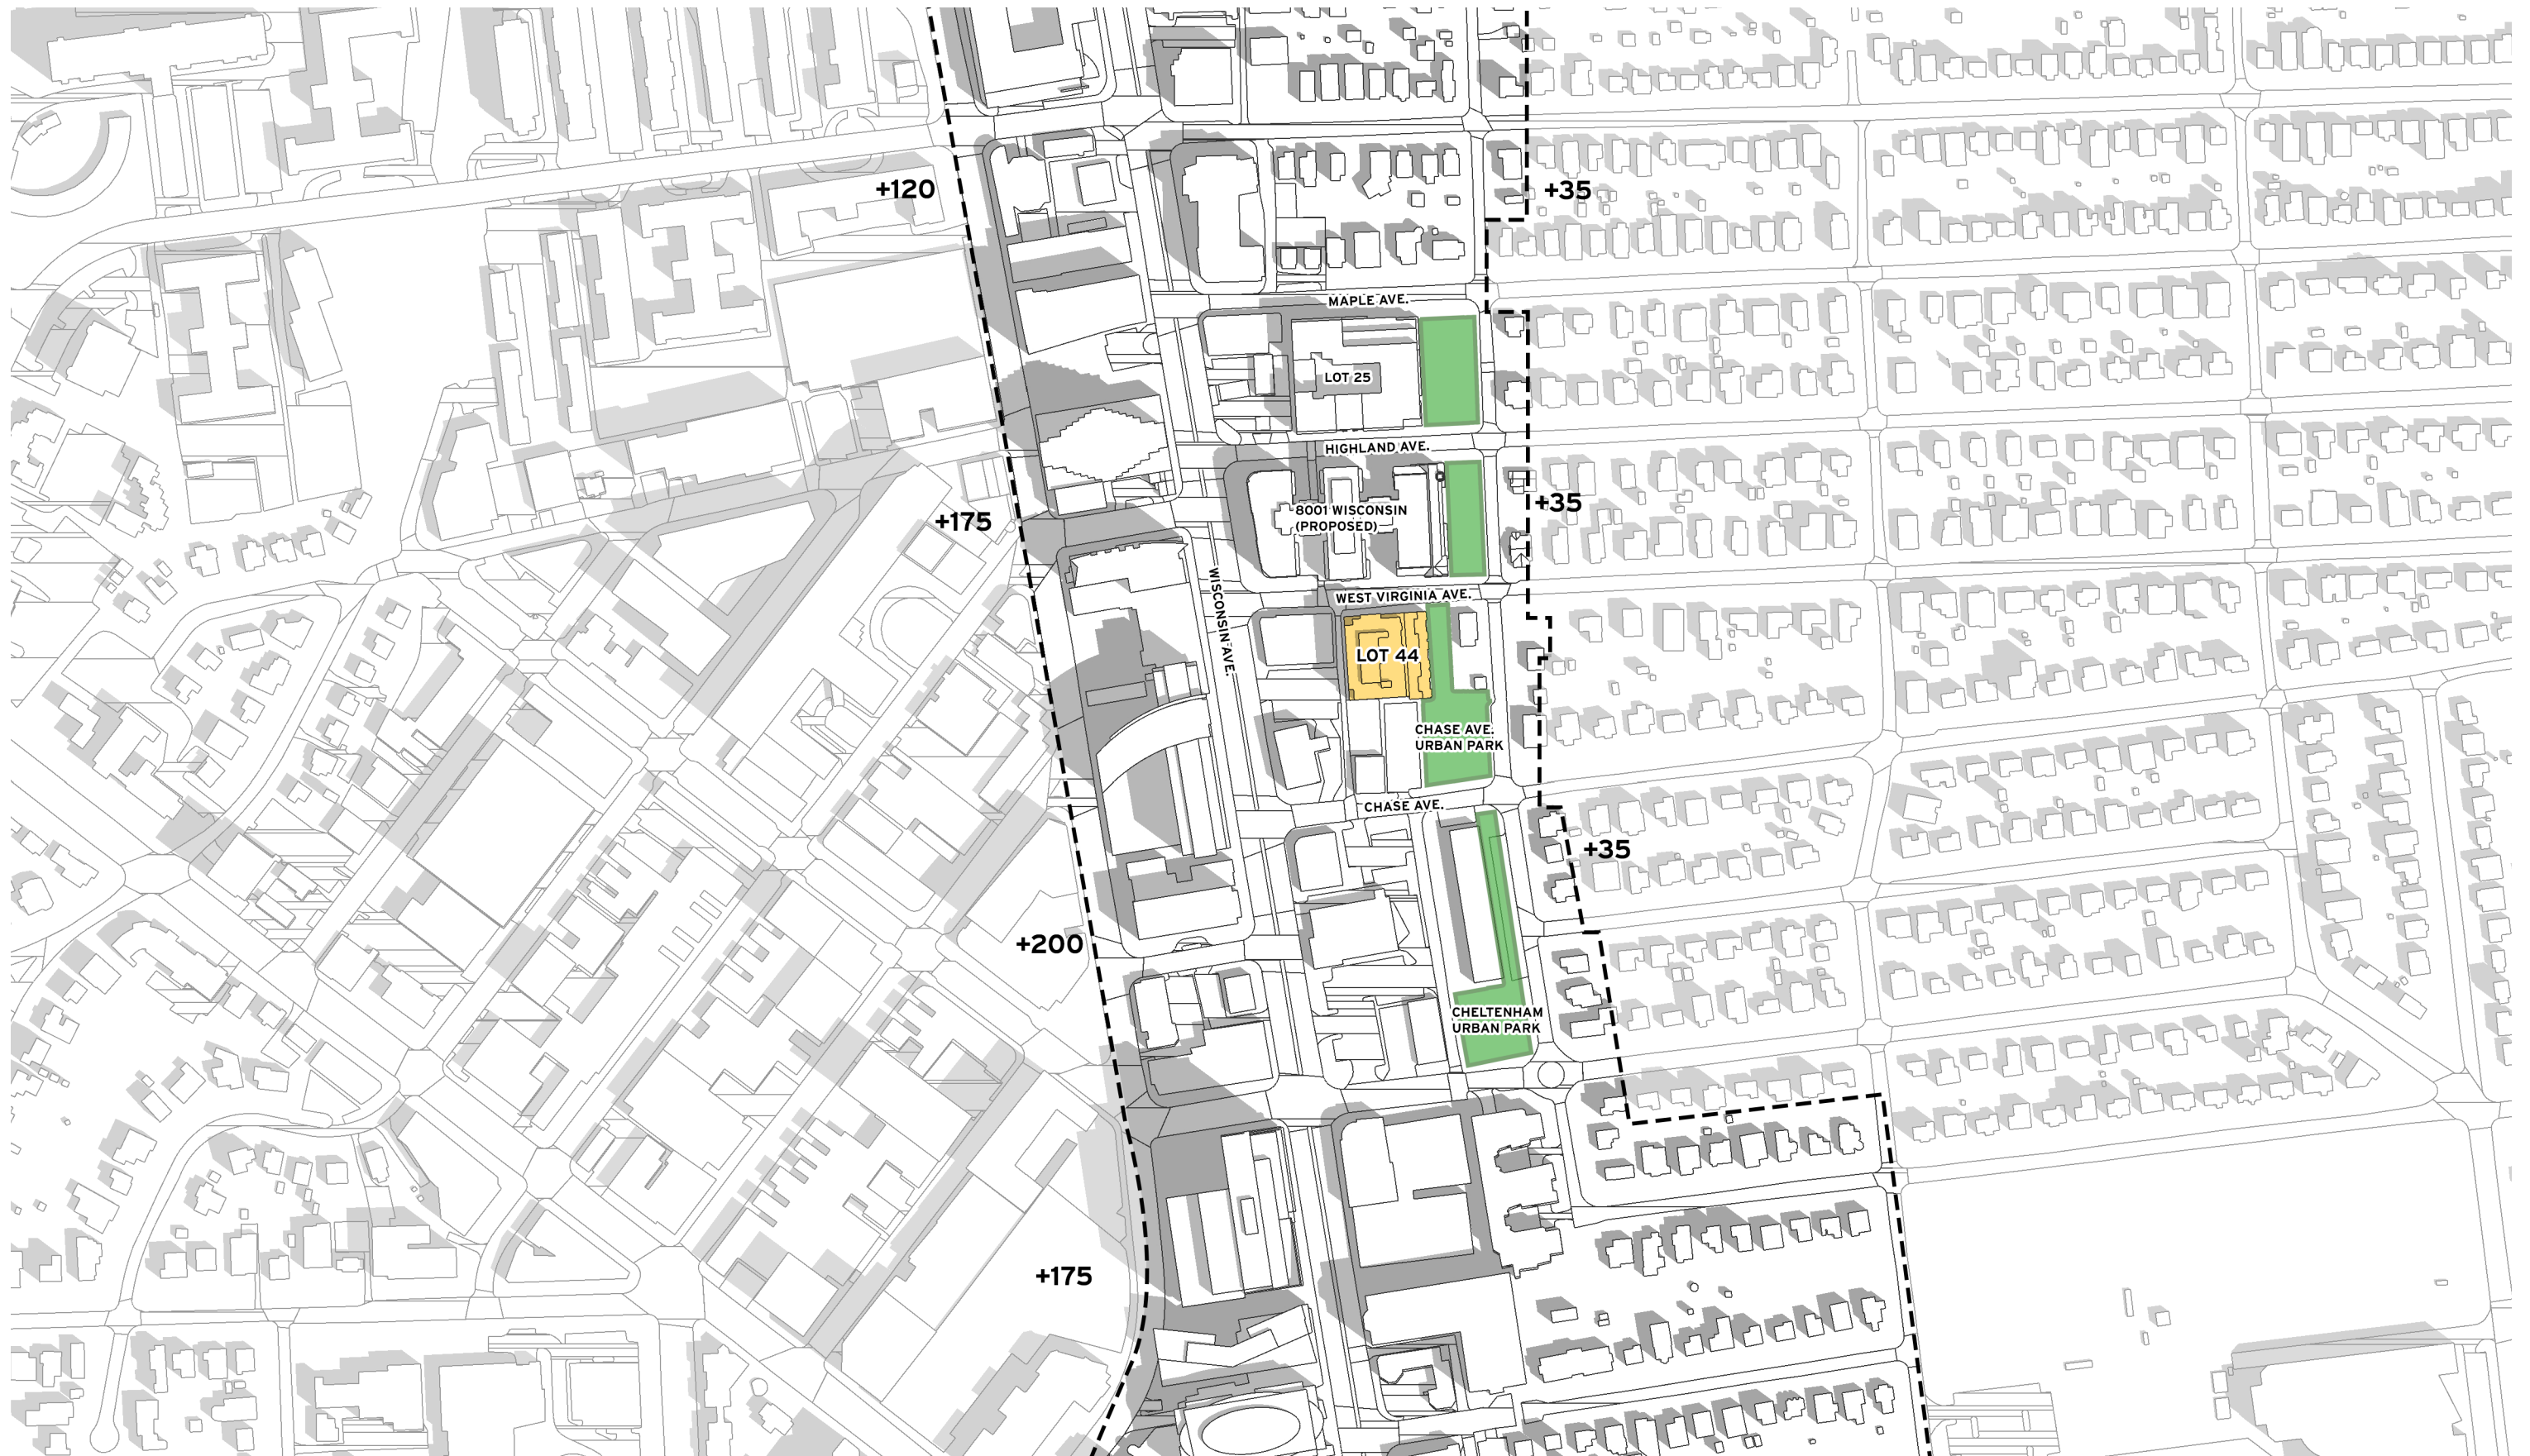 +120
+35
MAPLE AVE.
LOT 25
HIGHLAND AVE.
+175
8001 WISCONSIN
(PROPOSED)
+35
WISCONSIN AVE.
WEST VIRGINIA AVE.
LOT 44
CHASE AVE.
URBAN PARK
CHASE AVE.
+35
+200
CHELTENHAM
URBAN PARK
+175